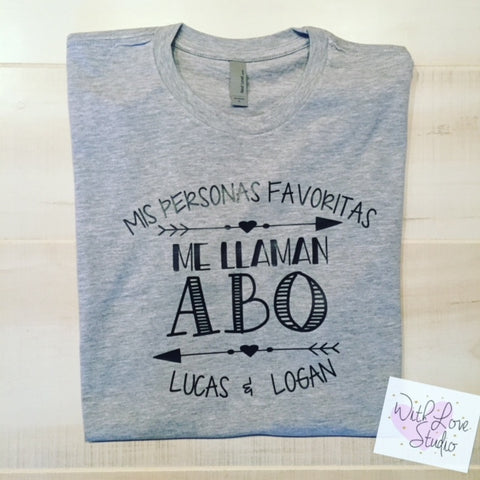 MIS PERSONAS FAVORITAS
ME LLAMAN
ABO
LUCAS & LOGAN
With Love
Studio